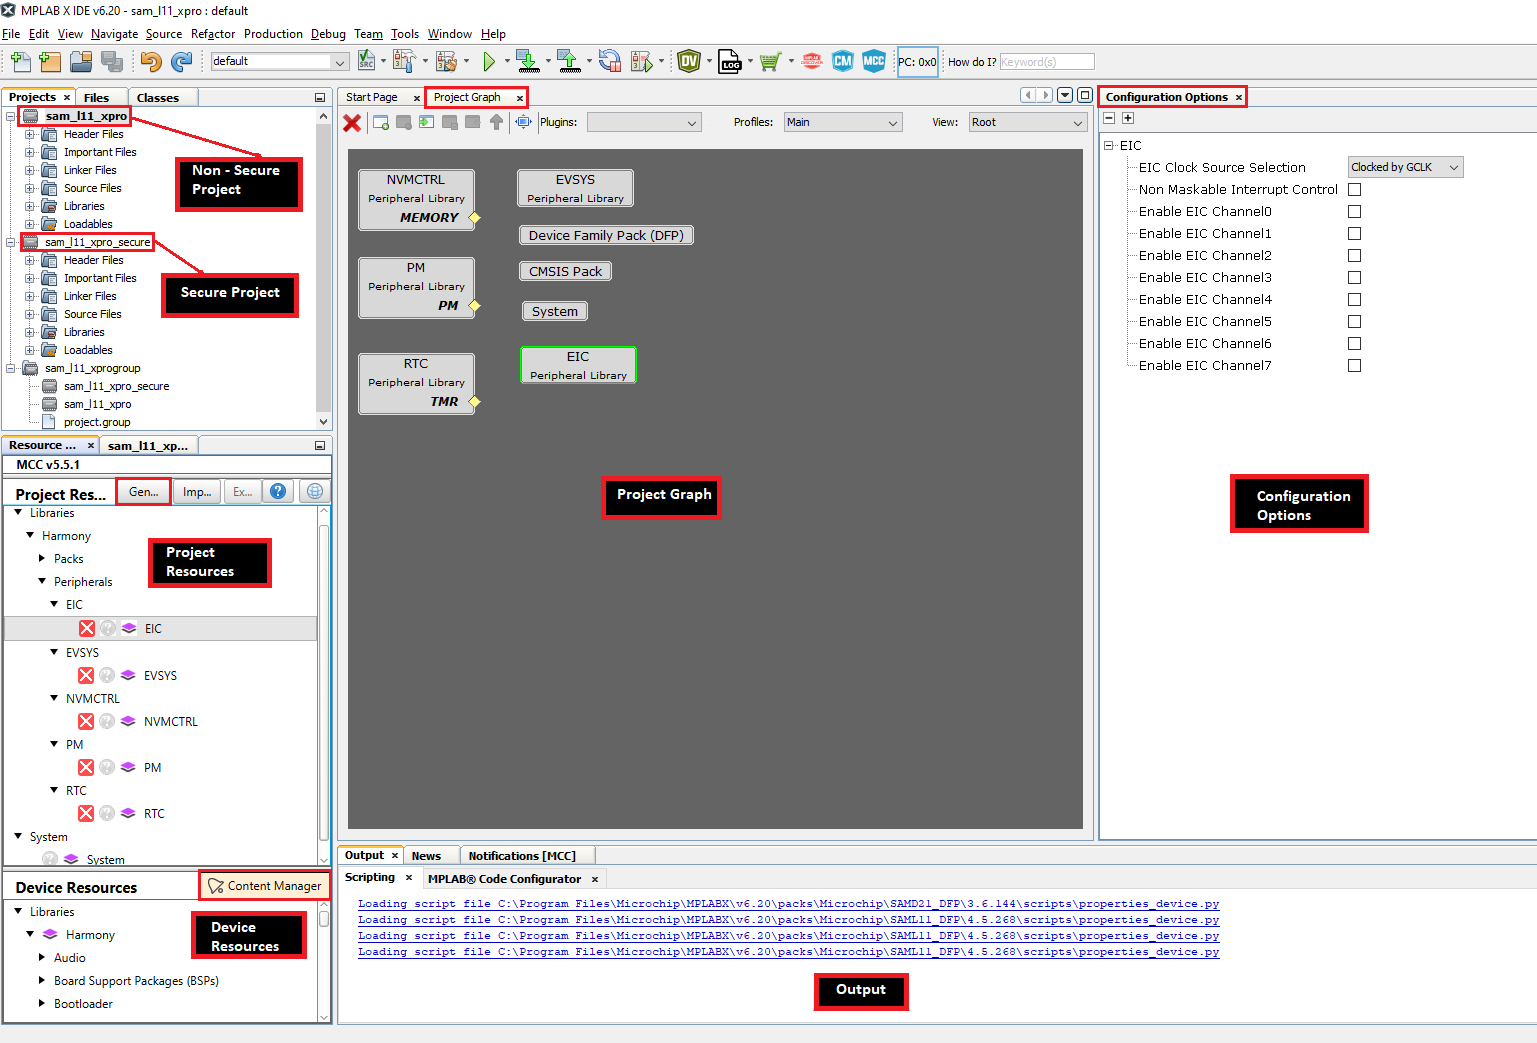 MPLAB X IDE v6.20 - sam_l11_xpro : default
File Edit View Navigate Source Refactor Production Debug Team Tools Window Help
default
SRC
DV
LOG
CM
MCC
PC: 0x0
How do I?
Keyword(s)
Projects × Files Classes
sam_l11_xpro
Header Files
Important Files
Linker Files
Source Files
Libraries
Loadables
sam_l11_xpro_secure
Header Files
Important Files
Linker Files
Source Files
Libraries
Loadables
sam_l11_xprogroup
sam_l11_xpro_secure
sam_l11_xpro
project.group
Non - Secure
Project
Secure Project
Resource ... × sam_l11_xp...
MCC v5.5.1
Project Res... Gen... Imp... Ex...
Libraries
Harmony
Packs
Peripherals
EIC
EIC
EVSYS
EVSYS
NVMCTRL
NVMCTRL
PM
PM
RTC
RTC
System
System
Project
Resources
Device Resources Content Manager
Libraries
Harmony
Audio
Board Support Packages (BSPs)
Bootloader
Device
Resources
Start Page × Project Graph ×
Plugins: Profiles: Main View: Root
NVMCTRL
Peripheral Library
MEMORY
EVSYS
Peripheral Library
Device Family Pack (DFP)
PM
Peripheral Library
PM
CMSIS Pack
System
RTC
Peripheral Library
TMR
EIC
Peripheral Library
Project Graph
Configuration Options ×
EIC
EIC Clock Source Selection Clocked by GCLK
Non Maskable Interrupt Control
Enable EIC Channel0
Enable EIC Channel1
Enable EIC Channel2
Enable EIC Channel3
Enable EIC Channel4
Enable EIC Channel5
Enable EIC Channel6
Enable EIC Channel7
Configuration
Options
Output × News Notifications [MCC]
Scripting × MPLAB® Code Configurator ×
Loading script file C:\Program Files\Microchip\MPLABX\v6.20\packs\Microchip\SAMD21_DFP\3.6.144\scripts\properties_device.py
Loading script file C:\Program Files\Microchip\MPLABX\v6.20\packs\Microchip\SAML11_DFP\4.5.268\scripts\properties_device.py
Loading script file C:\Program Files\Microchip\MPLABX\v6.20\packs\Microchip\SAML11_DFP\4.5.268\scripts\properties_device.py
Loading script file C:\Program Files\Microchip\MPLABX\v6.20\packs\Microchip\SAML11_DFP\4.5.268\scripts\properties_device.py
Output